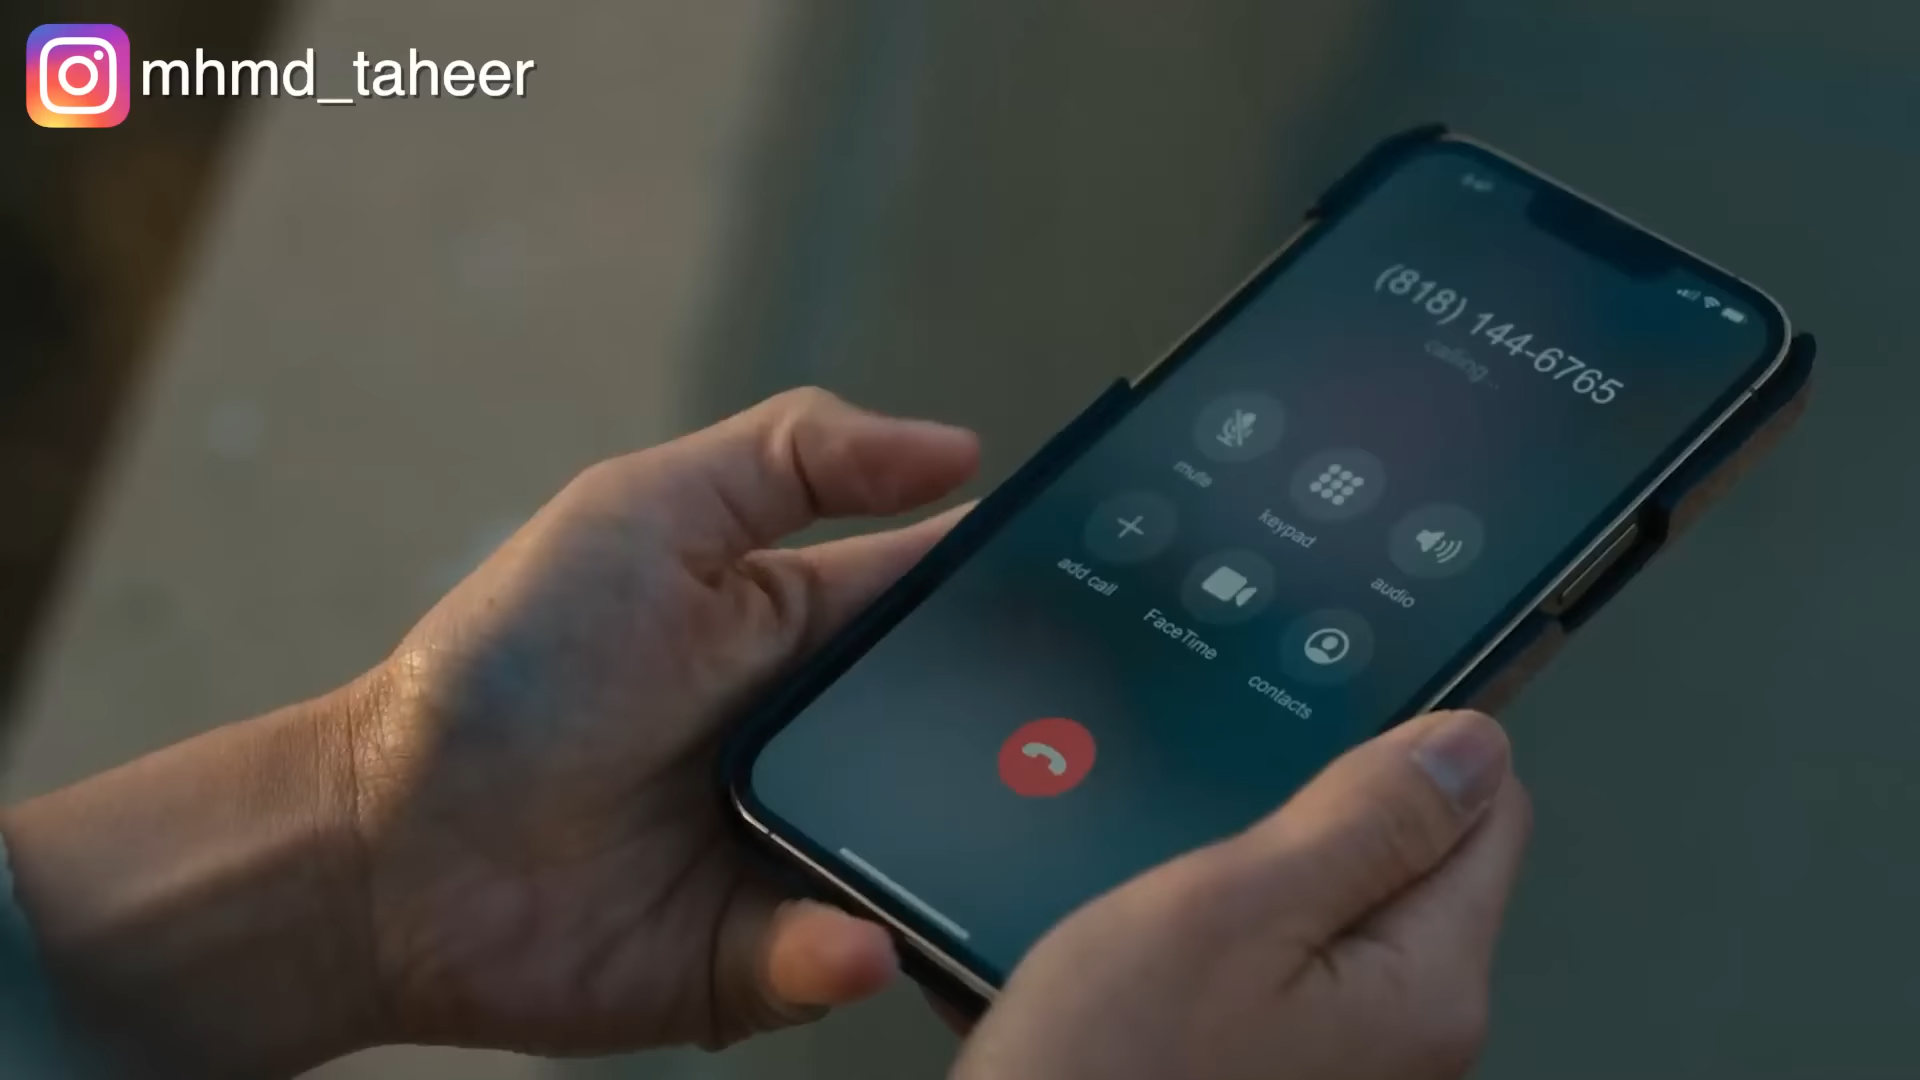 mhmd_taheer
(818) 144-6765
calling...
mute
keypad
audio
add call
FaceTime
contacts